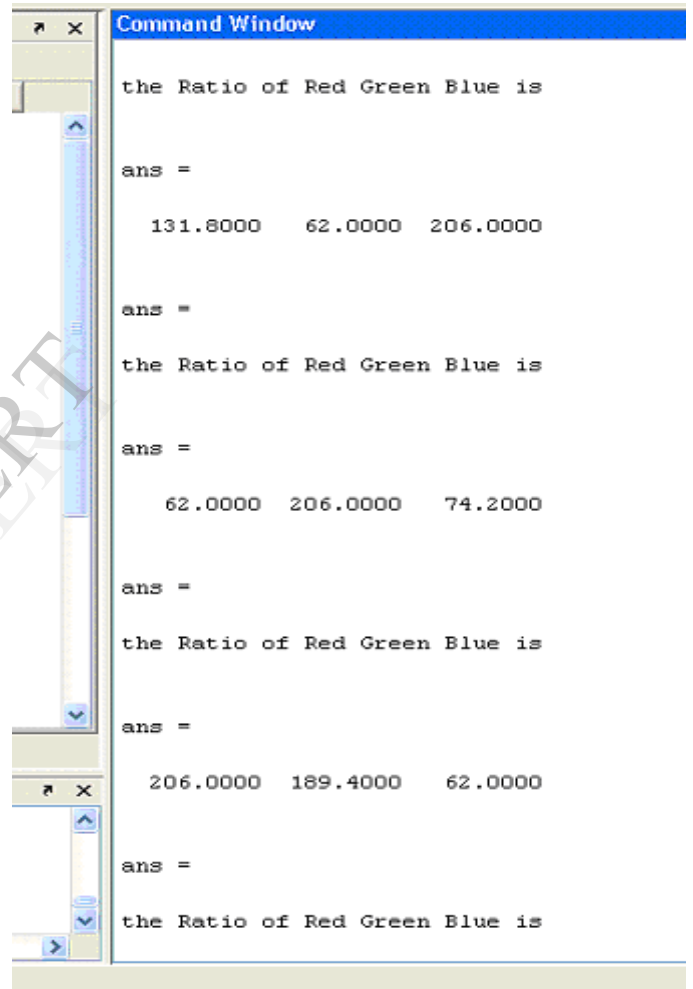 Command Window
the Ratio of Red Green Blue is
ans =
131.8000 62.0000 206.0000
ans =
the Ratio of Red Green Blue is
ans =
62.0000 206.0000 74.2000
ans =
the Ratio of Red Green Blue is
ans =
206.0000 189.4000 62.0000
ans =
the Ratio of Red Green Blue is